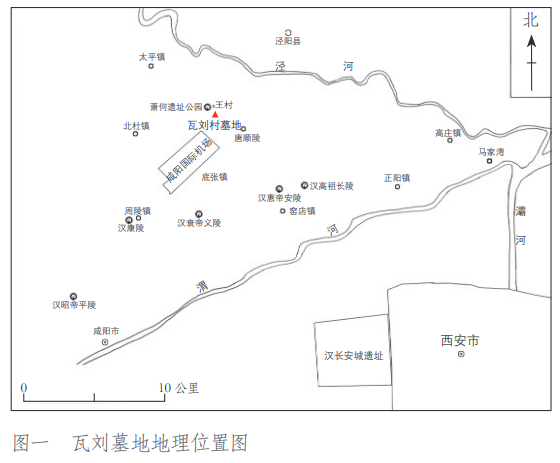 北
泾阳县
太平镇
泾 河
萧何遗址公园
王村
瓦刘村墓地
北杜镇
唐顺陵
高庄镇
马家湾
咸阳国际机场
底张镇
汉惠帝安陵
汉高祖长陵
正阳镇
周陵镇
汉康陵
汉哀帝义陵
窑店镇
灞河
渭 河
汉昭帝平陵
咸阳市
汉长安城遗址
西安市
0 10 公里
图一 瓦刘墓地地理位置图